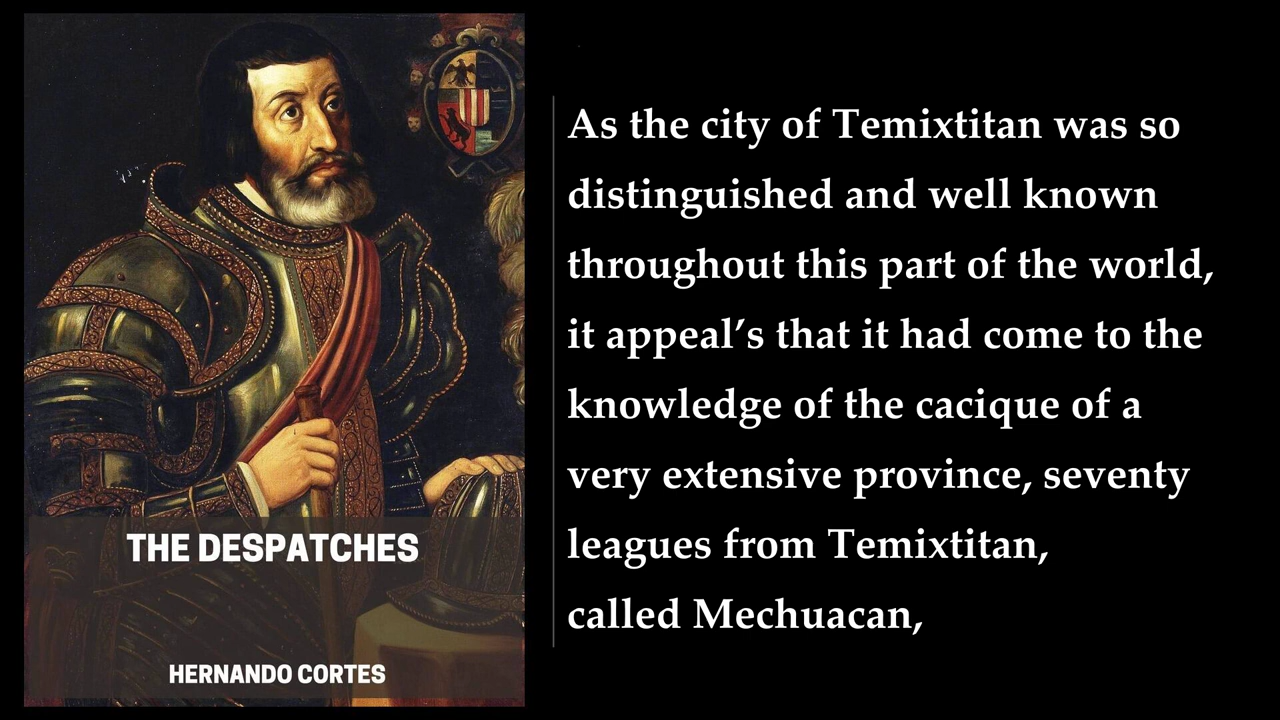 THE DESPATCHES
HERNANDO CORTES
As the city of Temixtitan was so
distinguished and well known
throughout this part of the world,
it appeal’s that it had come to the
knowledge of the cacique of a
very extensive province, seventy
leagues from Temixtitan,
called Mechuacan,